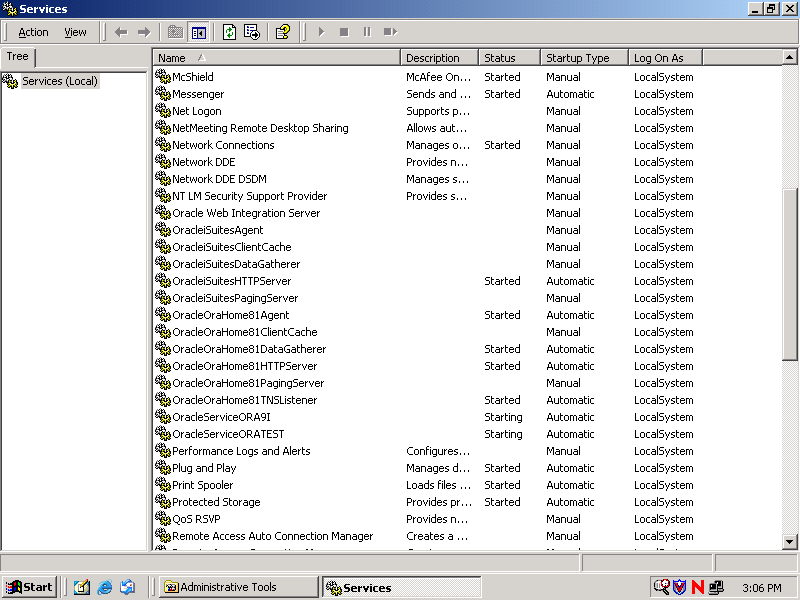 Services
Action View
Tree
Services (Local)
Name Description Status Startup Type Log On As
McShield McAfee On... Started Manual LocalSystem
Messenger Sends and ... Started Automatic LocalSystem
Net Logon Supports p... Manual LocalSystem
NetMeeting Remote Desktop Sharing Allows aut... Manual LocalSystem
Network Connections Manages o... Started Manual LocalSystem
Network DDE Provides n... Manual LocalSystem
Network DDE DSDM Manages s... Manual LocalSystem
NT LM Security Support Provider Provides s... Manual LocalSystem
Oracle Web Integration Server Manual LocalSystem
OracleiSuitesAgent Manual LocalSystem
OracleiSuitesClientCache Manual LocalSystem
OracleiSuitesDataGatherer Manual LocalSystem
OracleiSuitesHTTPServer Started Automatic LocalSystem
OracleiSuitesPagingServer Manual LocalSystem
OracleOraHome81Agent Started Automatic LocalSystem
OracleOraHome81ClientCache Manual LocalSystem
OracleOraHome81DataGatherer Started Automatic LocalSystem
OracleOraHome81HTTPServer Started Automatic LocalSystem
OracleOraHome81PagingServer Manual LocalSystem
OracleOraHome81TNSListener Started Automatic LocalSystem
OracleServiceORA9I Starting Automatic LocalSystem
OracleServiceORATEST Starting Automatic LocalSystem
Performance Logs and Alerts Configures... Manual LocalSystem
Plug and Play Manages d... Started Automatic LocalSystem
Print Spooler Loads files ... Started Automatic LocalSystem
Protected Storage Provides pr... Started Automatic LocalSystem
QoS RSVP Provides n... Manual LocalSystem
Remote Access Auto Connection Manager Creates a ... Manual LocalSystem
Start Administrative Tools Services 3:06 PM